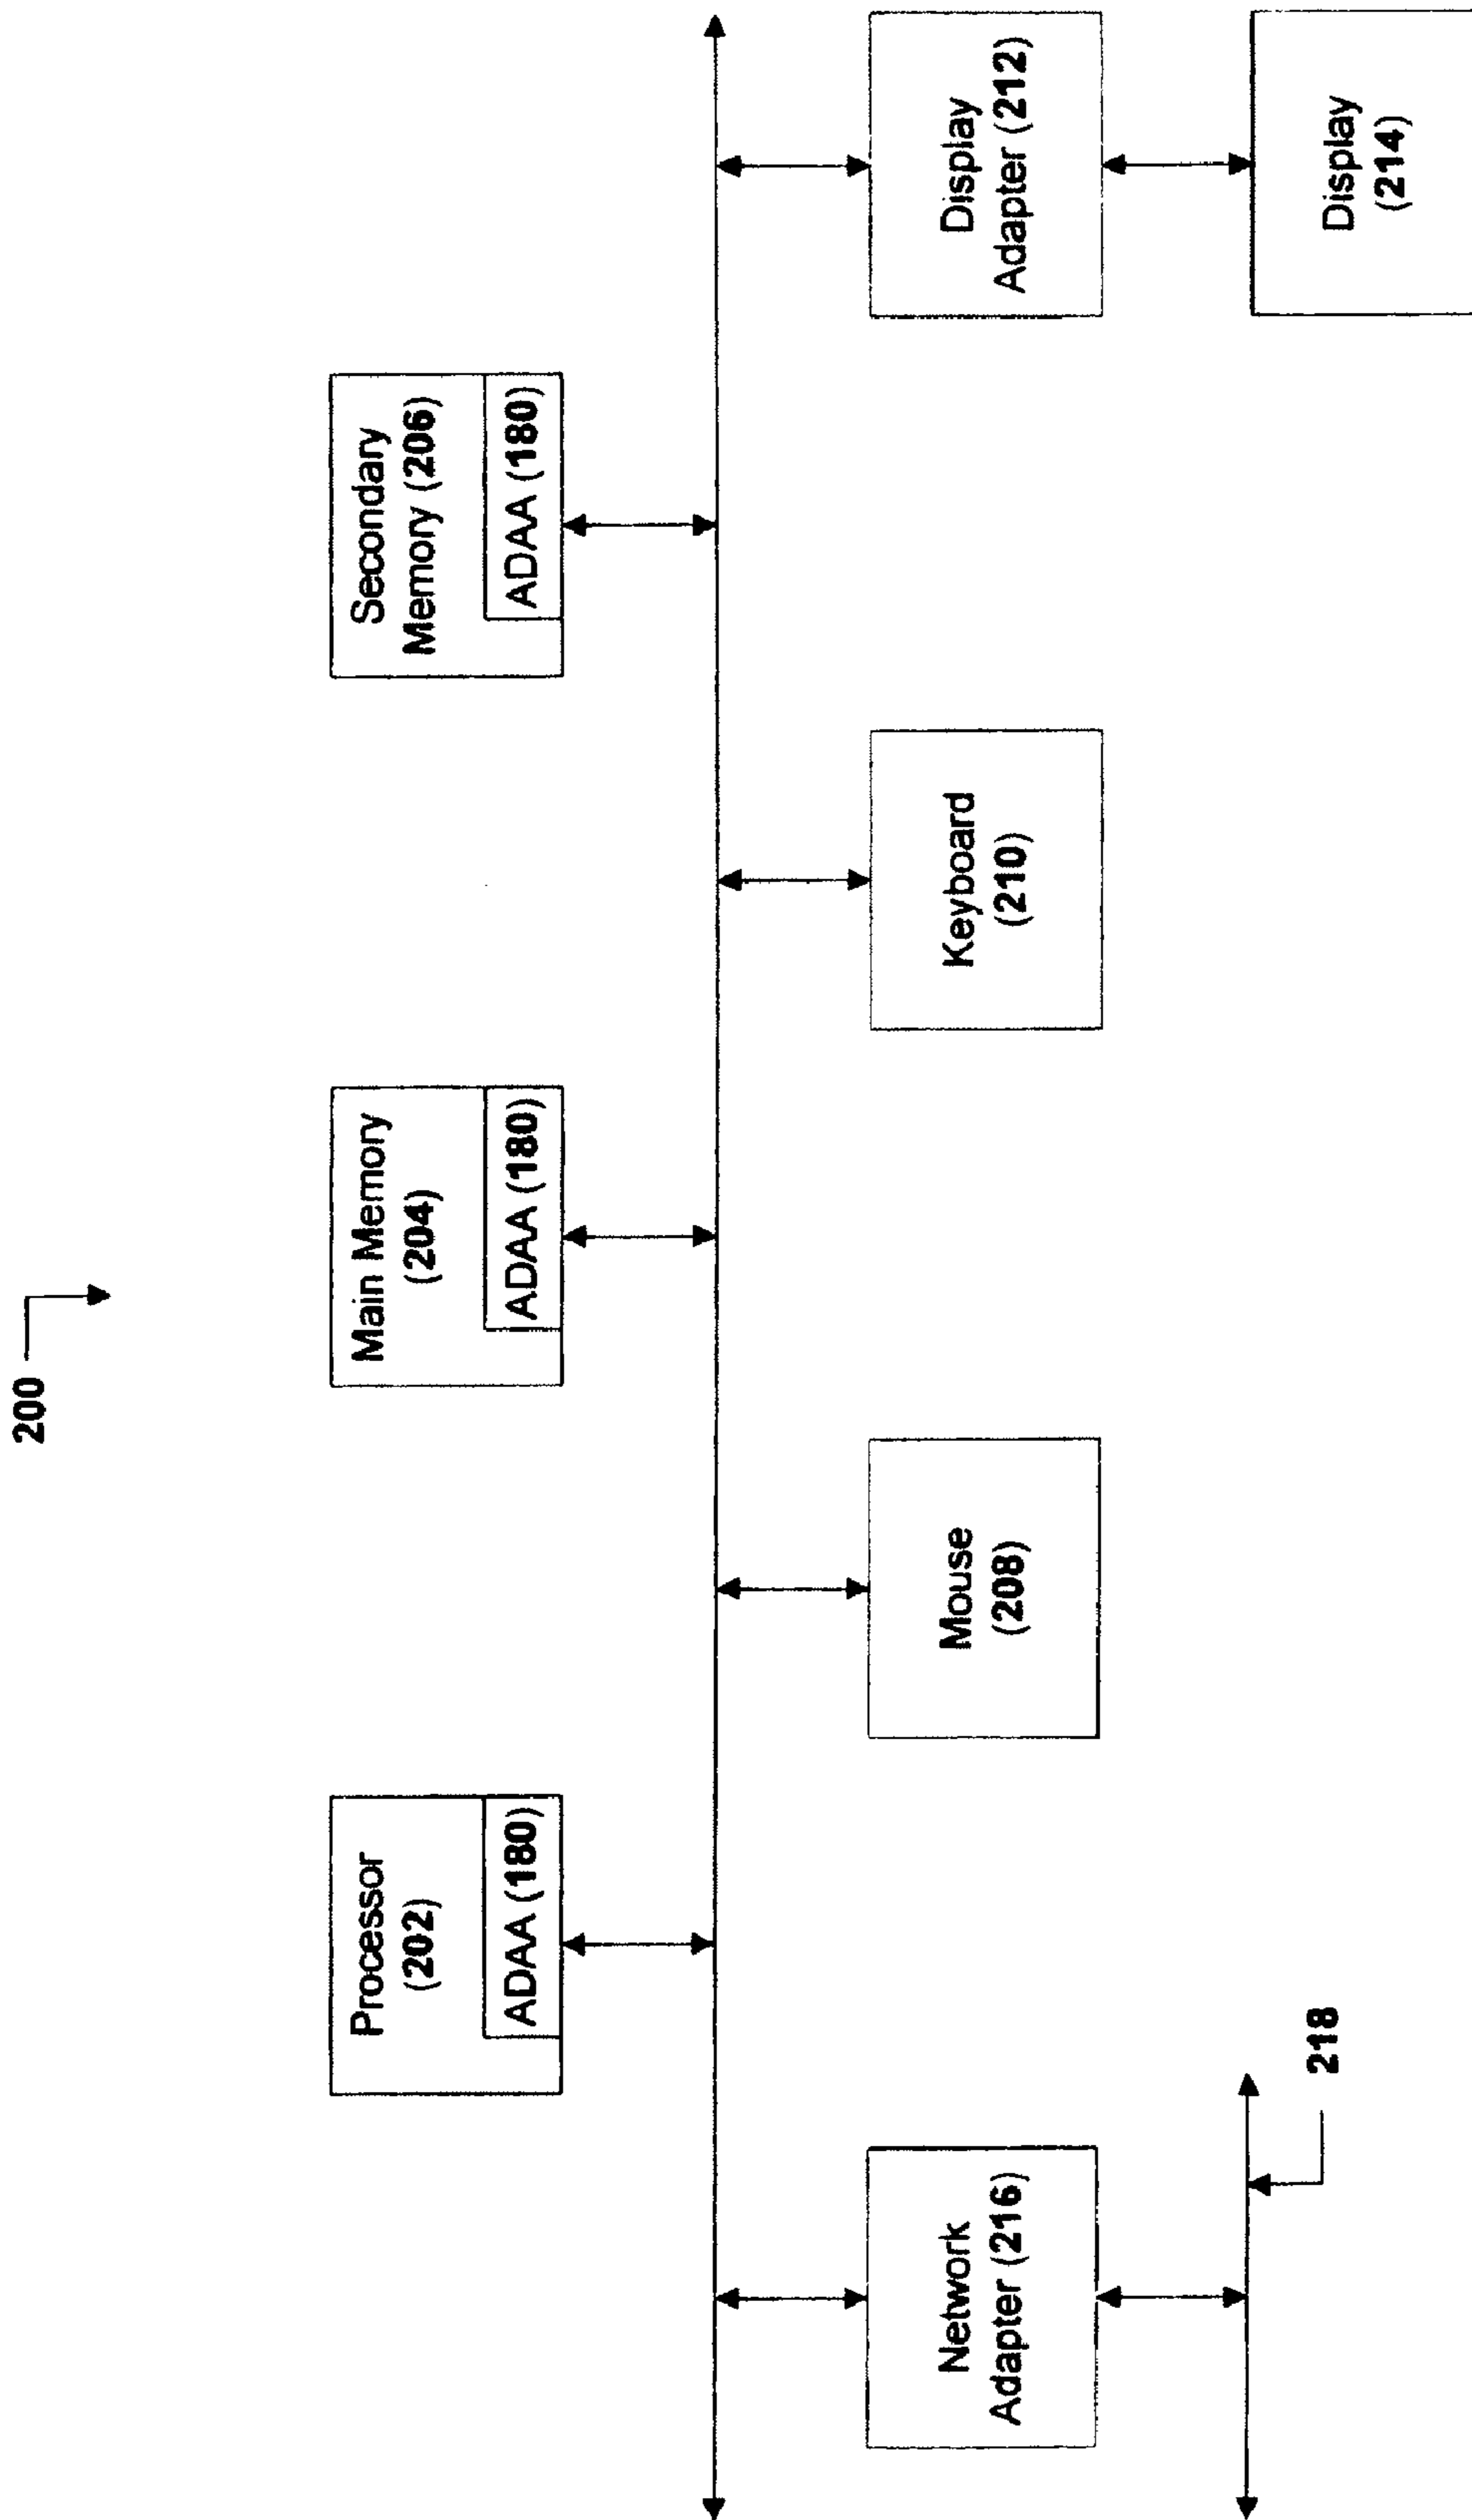 200
Processor
(202)
ADAA (180)
Main Memory
(204)
ADAA (180)
Secondary
Memory (206)
ADAA (180)
Network
Adapter (216)
Mouse
(208)
Keyboard
(210)
Display
Adapter (212)
218
Display
(214)